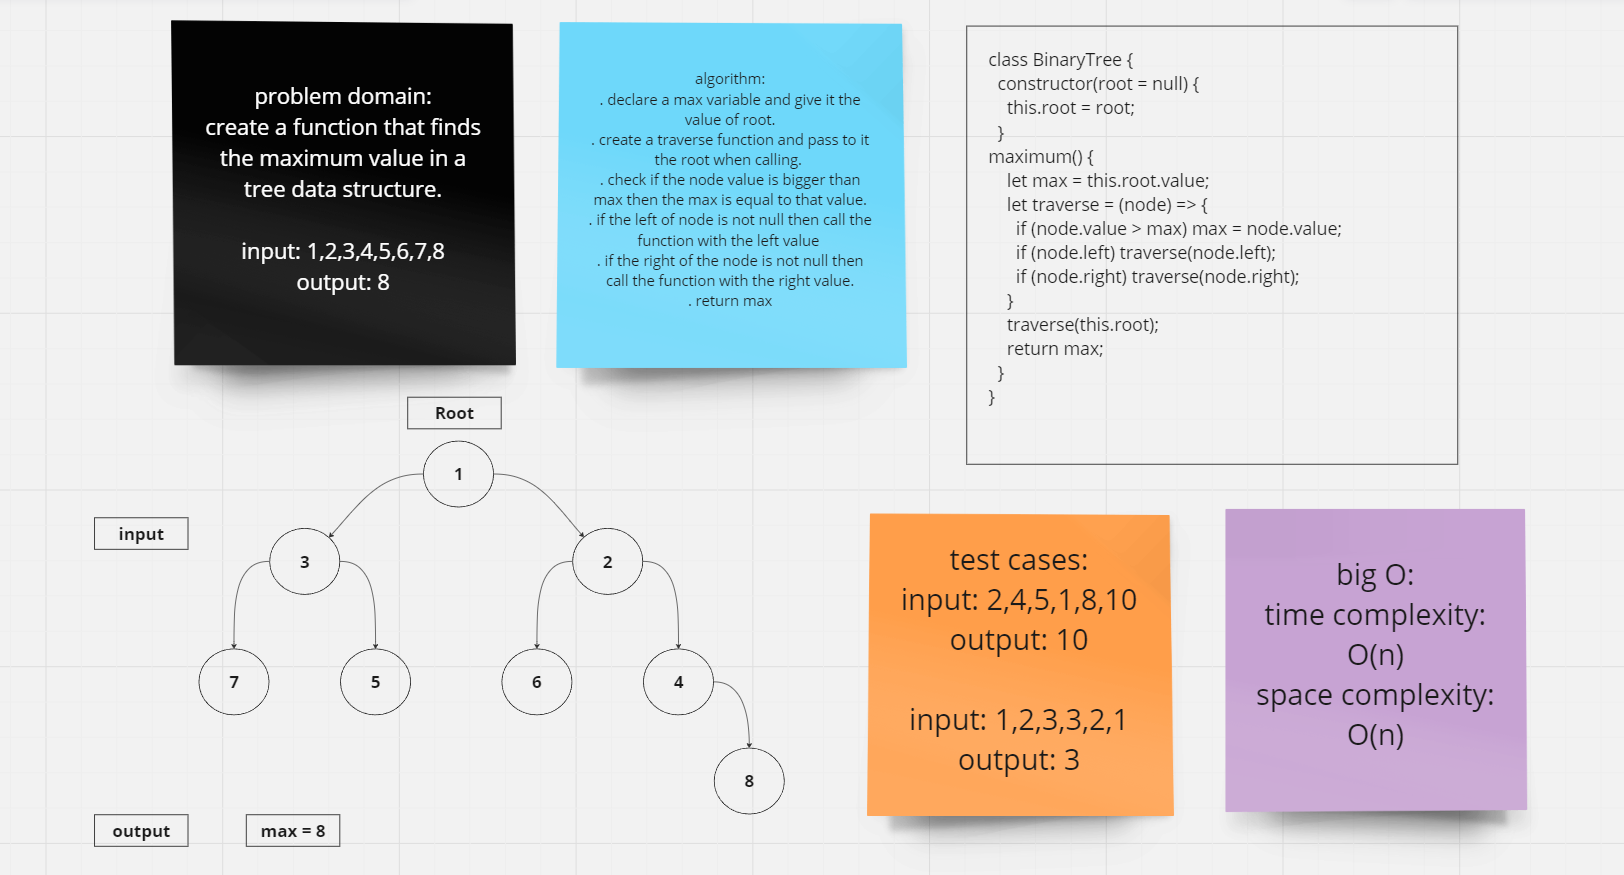 problem domain:
create a function that finds
the maximum value in a
tree data structure.
input: 1,2,3,4,5,6,7,8
output: 8
algorithm:
. declare a max variable and give it the
value of root.
. create a traverse function and pass to it
the root when calling.
. check if the node value is bigger than
max then the max is equal to that value.
. if the left of node is not null then call the
function with the left value
. if the right of the node is not null then
call the function with the right value.
. return max
class BinaryTree {
constructor(root = null) {
this.root = root;
}
maximum() {
let max = this.root.value;
let traverse = (node) => {
if (node.value > max) max = node.value;
if (node.left) traverse(node.left);
if (node.right) traverse(node.right);
}
traverse(this.root);
return max;
}
}
Root
1
input
3
2
7
5
6
4
8
output
max = 8
test cases:
input: 2,4,5,1,8,10
output: 10
input: 1,2,3,3,2,1
output: 3
big O:
time complexity:
O(n)
space complexity:
O(n)